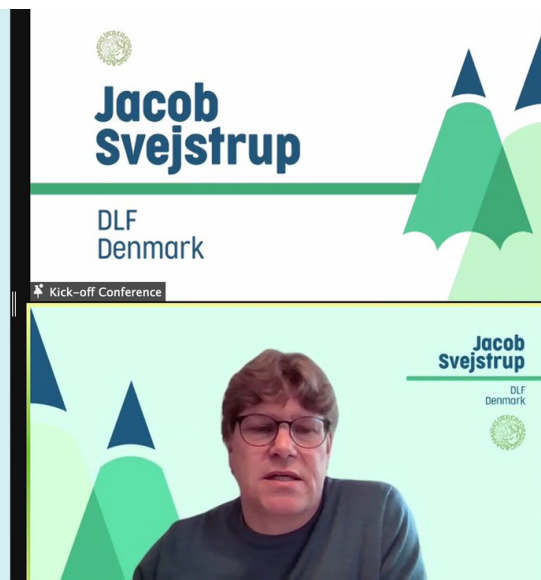 Jacob
Svejstrup
DLF
Denmark
Kick-off Conference
Jacob
Svejstrup
DLF
Denmark